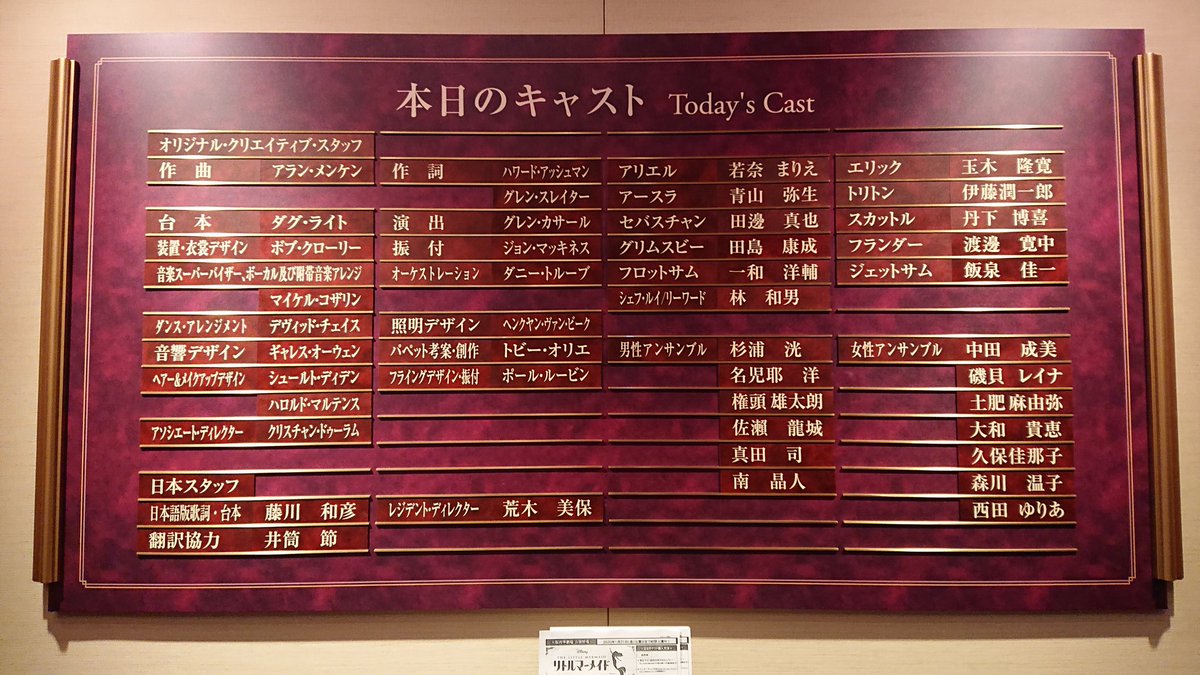 本日のキャスト Today's Cast
オリジナル・クリエイティブ・スタッフ
作曲 アラン・メンケン
作詞 ハワード・アッシュマン
グレン・スレイター
台本 ダグ・ライト
演出 グレン・カサール
装置・衣裳デザイン ボブ・クローリー
振付 ジョン・マッキネス
音楽スーパーバイザー、ボーカル及び附帯音楽アレンジ
マイケル・コザリン
オーケストレーション ダニー・トルーブ
ダンス・アレンジメント デヴィッド・チェイス
照明デザイン ヘンクヤン・ヴァン・ビーク
音響デザイン ギャレス・オーウェン
パペット考案・創作 トビー・オリエ
ヘアー&メイクアップデザイン シュールト・ディデン
ハロルド・マルテンス
フライングデザイン・振付 ポール・ルービン
アソシエート・ディレクター クリスチャン・ドゥーラム
日本スタッフ
日本語版歌詞・台本 藤川 和彦
翻訳協力 井筒 節
レジデント・ディレクター 荒木 美保
アリエル 若奈 まりえ
アースラ 青山 弥生
セバスチャン 田邊 真也
グリムスビー 田島 康成
フロットサム 一和 洋輔
シェフ・ルイ/リーワード 林 和男
エリック 玉木 隆寛
トリトン 伊藤潤一郎
スカットル 丹下 博喜
フランダー 渡邊 寛中
ジェットサム 飯泉 佳一
男性アンサンブル 杉浦 洸
名児耶 洋
権頭 雄太朗
佐瀬 龍城
真田 司
南 晶人
女性アンサンブル 中田 成美
磯貝 レイナ
土肥 麻由弥
大和 貴恵
久保佳那子
森川 温子
西田 ゆりあ
Disney
THE LITTLE MERMAID
リトルマーメイド